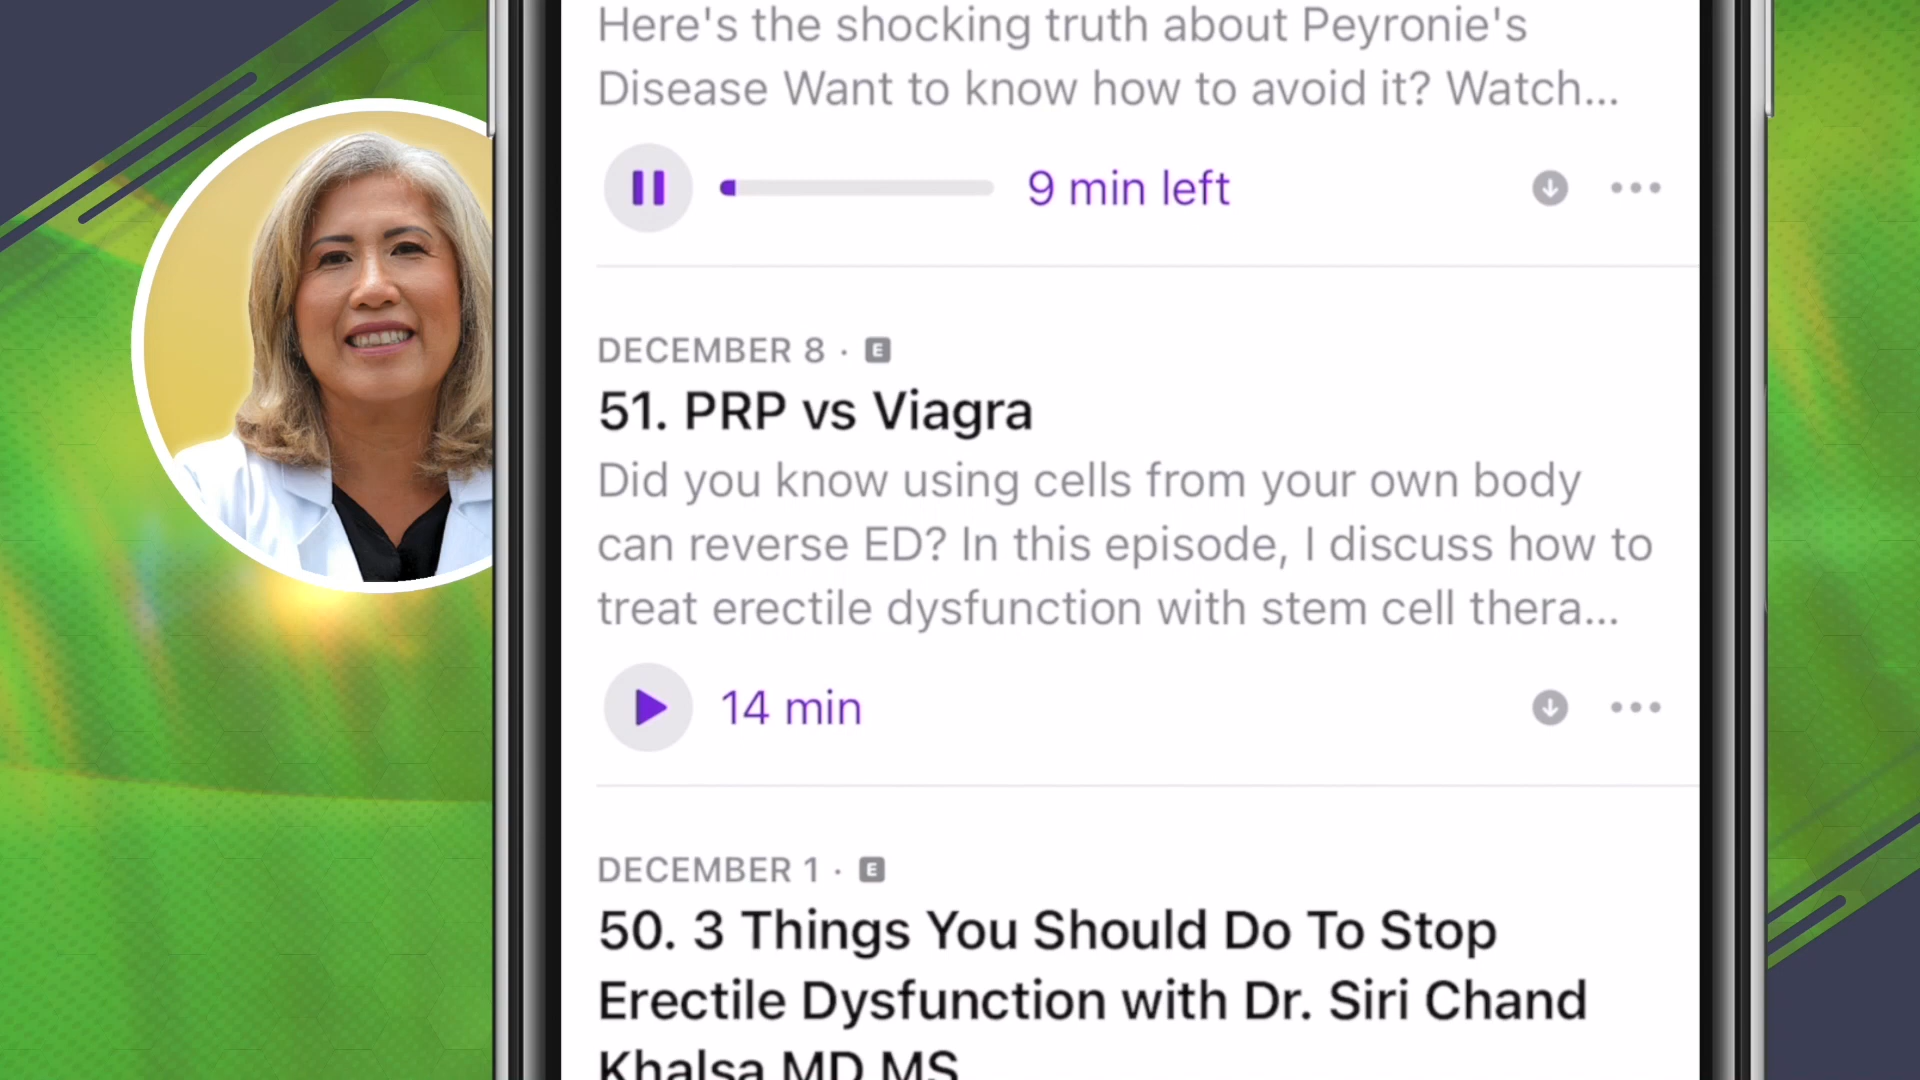 Here's the shocking truth about Peyronie's
Disease Want to know how to avoid it? Watch...
9 min left
DECEMBER 8 · E
51. PRP vs Viagra
Did you know using cells from your own body
can reverse ED? In this episode, I discuss how to
treat erectile dysfunction with stem cell thera...
14 min
DECEMBER 1 · E
50. 3 Things You Should Do To Stop
Erectile Dysfunction with Dr. Siri Chand
Khalsa MD MS